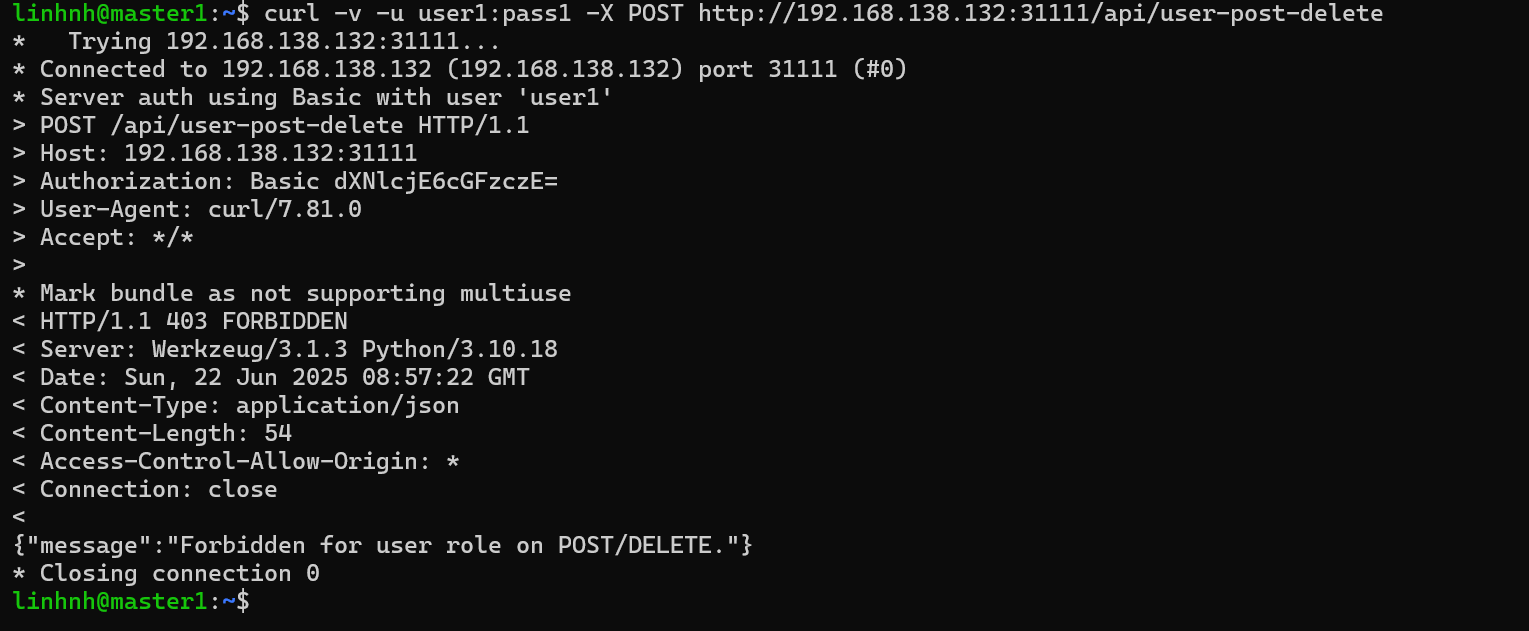 linhnh@master1:~$ curl -v -u user1:pass1 -X POST http://192.168.138.132:31111/api/user-post-delete
*   Trying 192.168.138.132:31111...
* Connected to 192.168.138.132 (192.168.138.132) port 31111 (#0)
* Server auth using Basic with user 'user1'
> POST /api/user-post-delete HTTP/1.1
> Host: 192.168.138.132:31111
> Authorization: Basic dXNlcjE6cGFzczE=
> User-Agent: curl/7.81.0
> Accept: */*
>
* Mark bundle as not supporting multiuse
< HTTP/1.1 403 FORBIDDEN
< Server: Werkzeug/3.1.3 Python/3.10.18
< Date: Sun, 22 Jun 2025 08:57:22 GMT
< Content-Type: application/json
< Content-Length: 54
< Access-Control-Allow-Origin: *
< Connection: close
<
{"message":"Forbidden for user role on POST/DELETE."}
* Closing connection 0
linhnh@master1:~$